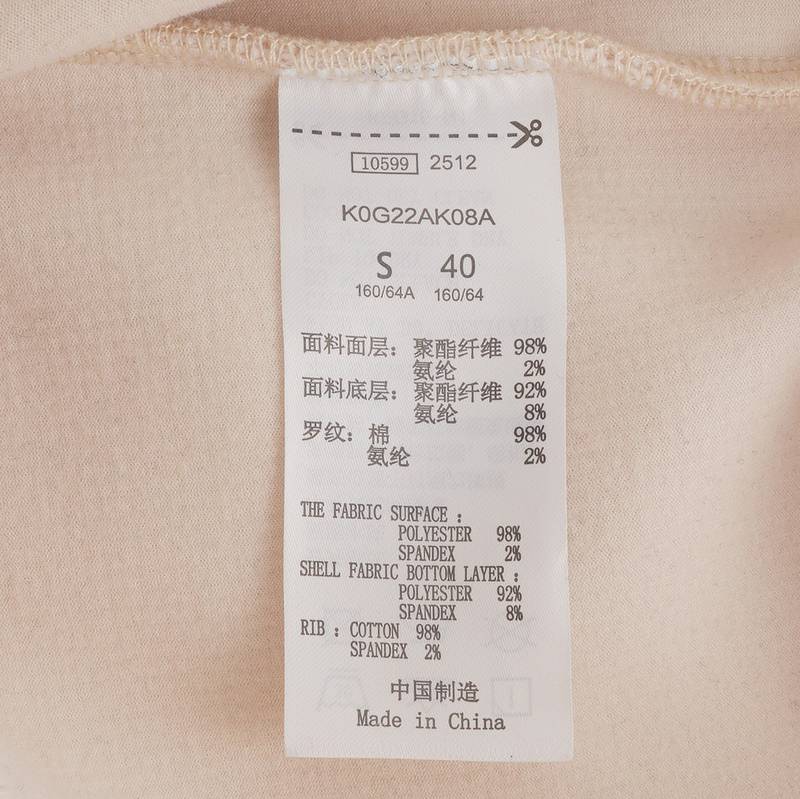 10599 2512
K0G22AK08A
S 40
160/64A 160/64
面料面层: 聚酯纤维 98%
氨纶 2%
面料底层: 聚酯纤维 92%
氨纶 8%
罗纹: 棉 98%
氨纶 2%
THE FABRIC SURFACE :
POLYESTER 98%
SPANDEX 2%
SHELL FABRIC BOTTOM LAYER :
POLYESTER 92%
SPANDEX 8%
RIB : COTTON 98%
SPANDEX 2%
中国制造
Made in China